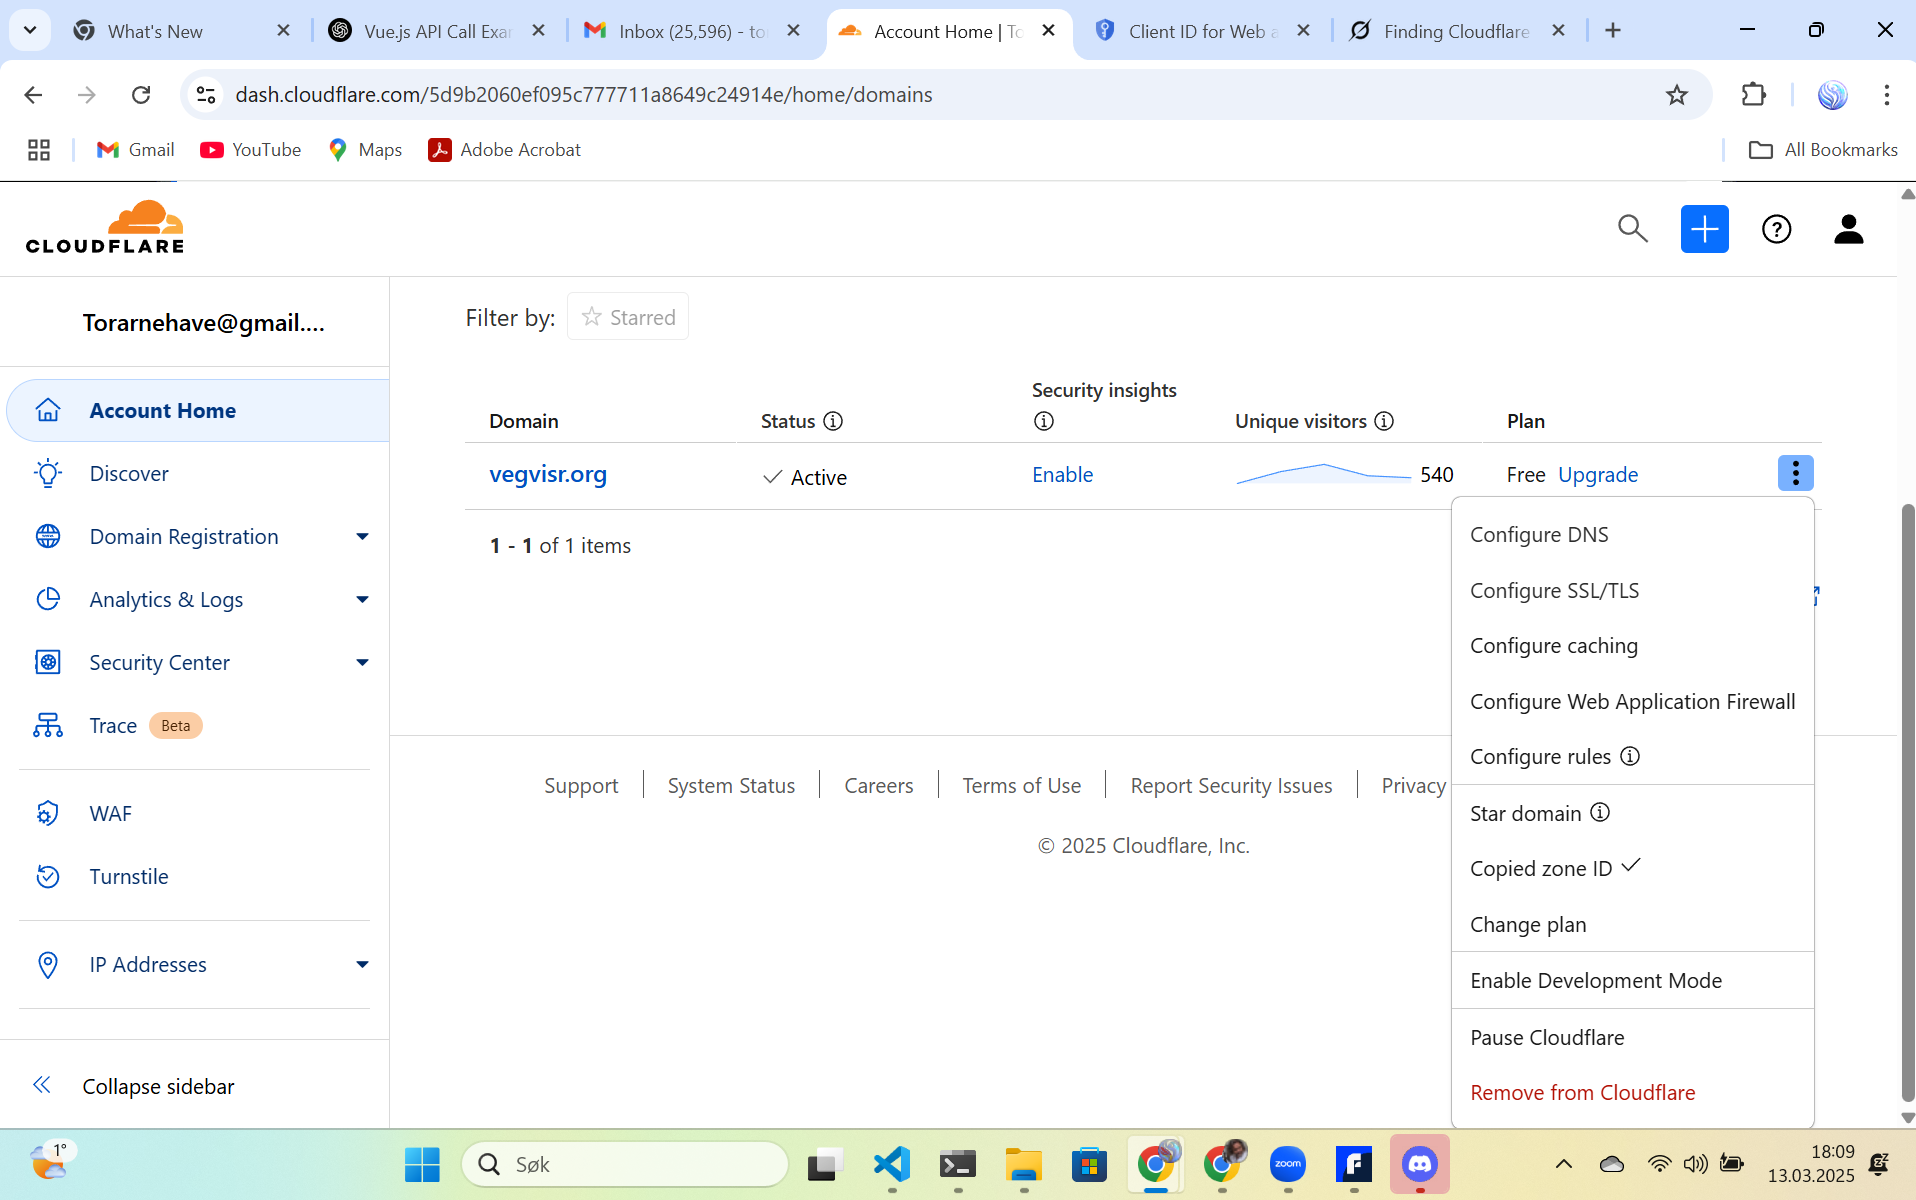 What's New
Vue.js API Call Exar
Inbox (25,596) - to
Account Home | To
Client ID for Web a
Finding Cloudflare
dash.cloudflare.com/5d9b2060ef095c777711a8649c24914e/home/domains
Gmail
YouTube
Maps
Adobe Acrobat
All Bookmarks
CLOUDFLARE
Torarnehave@gmail....
Account Home
Discover
Domain Registration
Analytics & Logs
Security Center
Trace Beta
WAF
Turnstile
IP Addresses
Collapse sidebar
Filter by: Starred
Domain
Status
Security insights
Unique visitors
Plan
vegvisr.org
Active
Enable
540
Free Upgrade
1 - 1 of 1 items
Configure DNS
Configure SSL/TLS
Configure caching
Configure Web Application Firewall
Configure rules
Star domain
Copied zone ID
Change plan
Enable Development Mode
Pause Cloudflare
Remove from Cloudflare
Support
System Status
Careers
Terms of Use
Report Security Issues
Privacy
© 2025 Cloudflare, Inc.
1°
Søk
zoom
18:09
13.03.2025